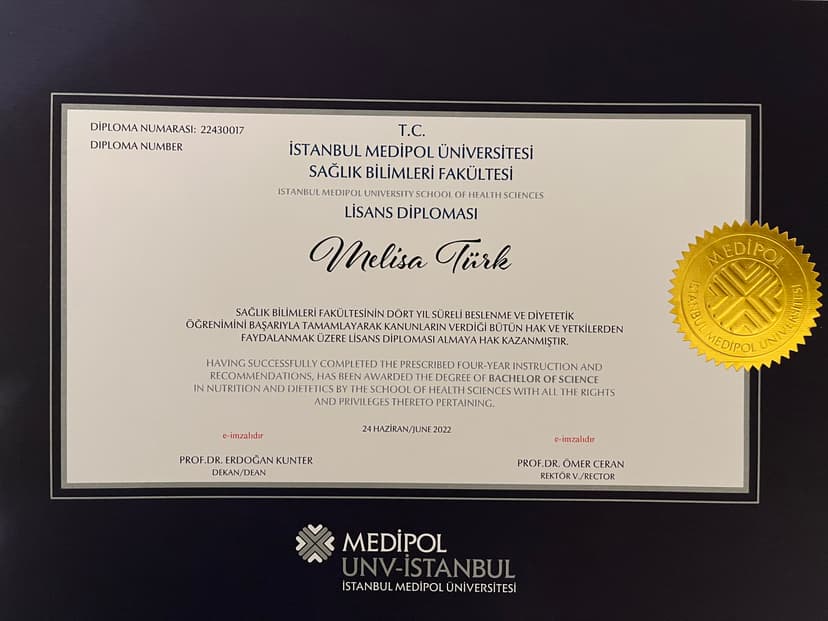 DİPLOMA NUMARASI: 22430017
DIPLOMA NUMBER
T.C.
İSTANBUL MEDİPOL ÜNİVERSİTESİ
SAĞLIK BİLİMLERİ FAKÜLTESİ
ISTANBUL MEDIPOL UNIVERSITY SCHOOL OF HEALTH SCIENCES
LİSANS DİPLOMASI
Melisa Türk
SAĞLIK BİLİMLERİ FAKÜLTESİNİN DÖRT YIL SÜRELİ BESLENME VE DİYETETİK
ÖĞRENİMİNİ BAŞARIYLA TAMAMLAYARAK KANUNLARIN VERDİĞİ BÜTÜN HAK VE YETKİLERDEN
FAYDALANMAK ÜZERE LİSANS DİPLOMASI ALMAYA HAK KAZANMIŞTIR.
HAVING SUCCESSFULLY COMPLETED THE PRESCRIBED FOUR-YEAR INSTRUCTION AND
RECOMMENDATIONS, HAS BEEN AWARDED THE DEGREE OF BACHELOR OF SCIENCE
IN NUTRITION AND DIETETICS BY THE SCHOOL OF HEALTH SCIENCES WITH ALL THE RIGHTS
AND PRIVILEGES THERETO PERTAINING.
24 HAZİRAN/JUNE 2022
e-imzalıdır
PROF.DR. ERDOĞAN KUNTER
DEKAN/DEAN
e-imzalıdır
PROF.DR. ÖMER CERAN
REKTÖR V./RECTOR
MEDİPOL
İSTANBUL MEDİPOL ÜNİVERSİTESİ
MEDİPOL
UNV-İSTANBUL
İSTANBUL MEDİPOL ÜNİVERSİTESİ